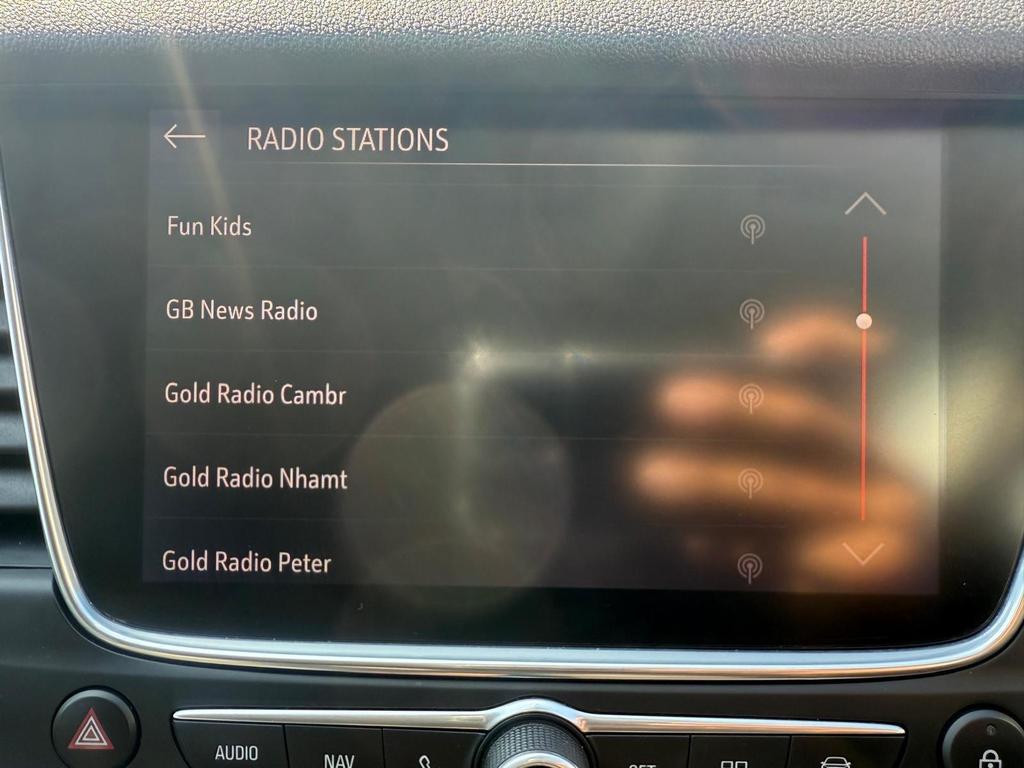 RADIO STATIONS
Fun Kids
GB News Radio
Gold Radio Cambr
Gold Radio Nhamt
Gold Radio Peter
AUDIO
NAV